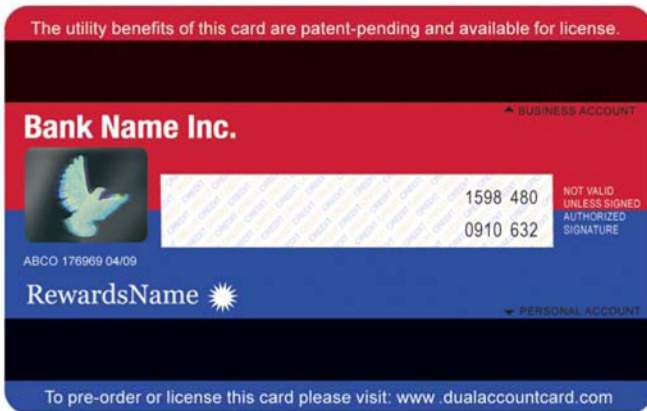 The utility benefits of this card are patent-pending and available for license.
▲ BUSINESS ACCOUNT
Bank Name Inc.
1598 480
0910 632
NOT VALID
UNLESS SIGNED
AUTHORIZED
SIGNATURE
ABCO 176969 04/09
RewardsName
▼ PERSONAL ACCOUNT
To pre-order or license this card please visit: www .dualaccountcard.com